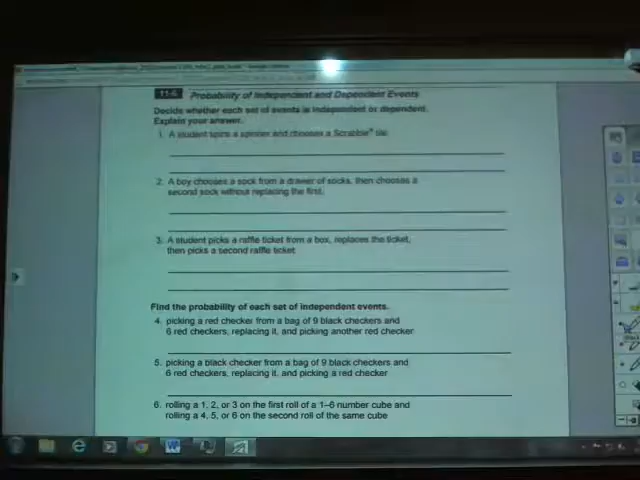 11-6 Probability of Independent and Dependent Events
Decide whether each set of events is independent or dependent.
Explain your answer.
1. A student spins a spinner and chooses a Scrabble® tile.
2. A boy chooses a sock from a drawer of socks, then chooses a
second sock without replacing the first.
3. A student picks a raffle ticket from a box, replaces the ticket,
then picks a second raffle ticket.
Find the probability of each set of independent events.
4. picking a red checker from a bag of 9 black checkers and
6 red checkers, replacing it, and picking another red checker
5. picking a black checker from a bag of 9 black checkers and
6 red checkers, replacing it, and picking a red checker
6. rolling a 1, 2, or 3 on the first roll of a 1–6 number cube and
rolling a 4, 5, or 6 on the second roll of the same cube